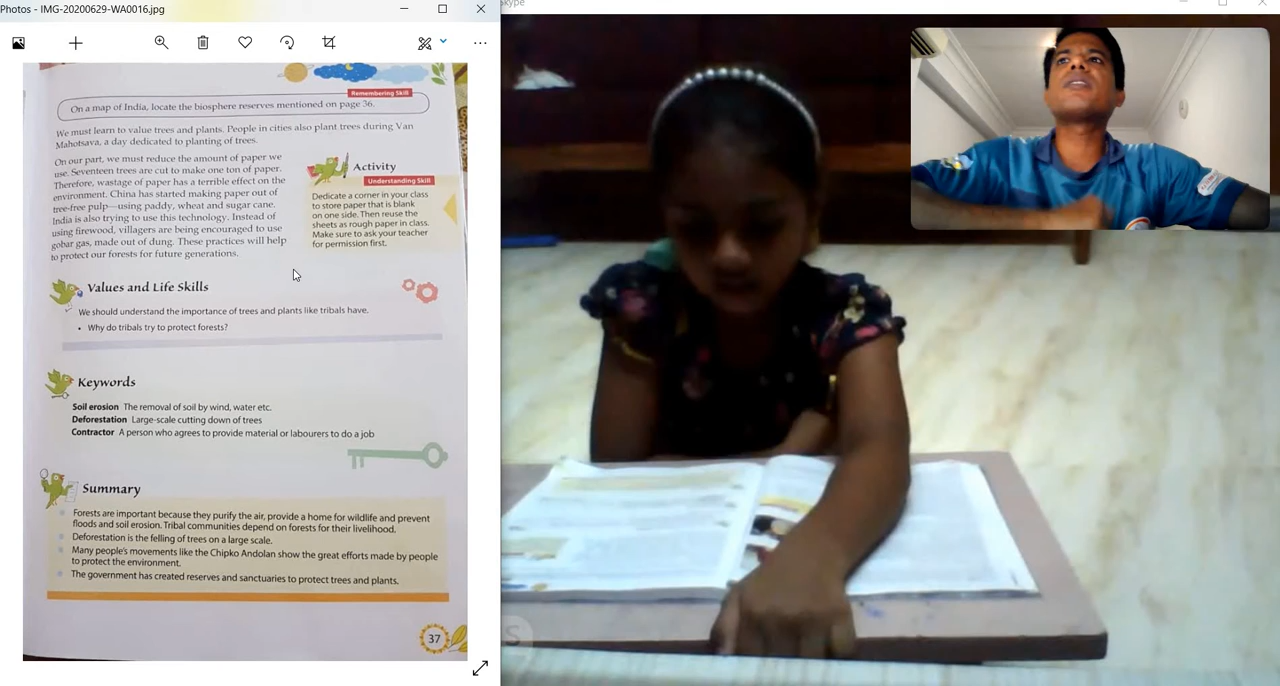 Photos - IMG-20200629-WA0016.jpg
Skype
Remembering Skill
On a map of India, locate the biosphere reserves mentioned on page 36.
We must learn to value trees and plants. People in cities also plant trees during Van
Mahotsava, a day dedicated to planting of trees.
On our part, we must reduce the amount of paper we
use. Seventeen trees are cut to make one ton of paper.
Therefore, wastage of paper has a terrible effect on the
environment. China has started making paper out of
tree-free pulp—using paddy, wheat and sugar cane.
India is also trying to use this technology. Instead of
using firewood, villagers are being encouraged to use
gobar gas, made out of dung. These practices will help
to protect our forests for future generations.
Activity
Understanding Skill
Dedicate a corner in your class
to store paper that is blank
on one side. Then reuse the
sheets as rough paper in class.
Make sure to ask your teacher
for permission first.
Values and Life Skills
We should understand the importance of trees and plants like tribals have.
• Why do tribals try to protect forests?
Keywords
Soil erosion The removal of soil by wind, water etc.
Deforestation Large-scale cutting down of trees
Contractor A person who agrees to provide material or labourers to do a job
Summary
Forests are important because they purify the air, provide a home for wildlife and prevent
floods and soil erosion. Tribal communities depend on forests for their livelihood.
Deforestation is the felling of trees on a large scale.
Many people's movements like the Chipko Andolan show the great efforts made by people
to protect the environment.
The government has created reserves and sanctuaries to protect trees and plants.
37